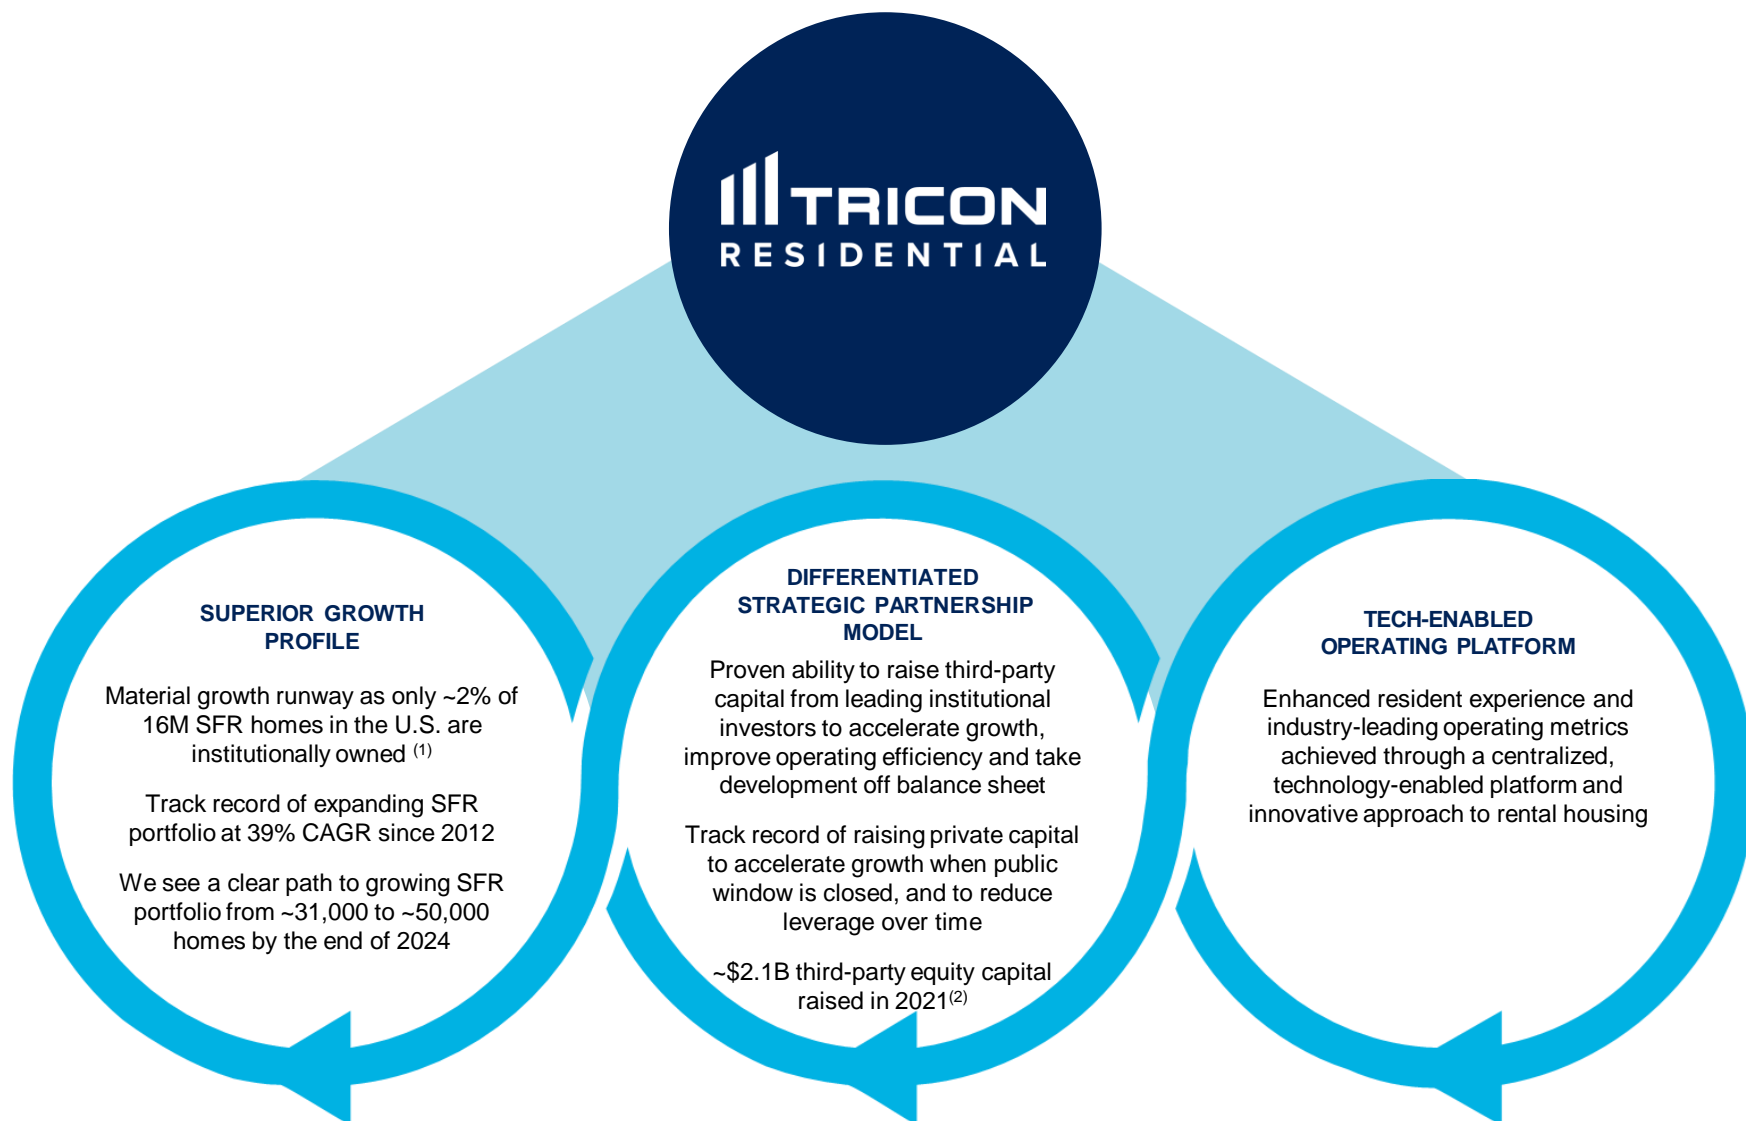 TRICON
RESIDENTIAL
SUPERIOR GROWTH
PROFILE
Material growth runway as only ~2% of
16M SFR homes in the U.S. are
institutionally owned (1)
Track record of expanding SFR
portfolio at 39% CAGR since 2012
We see a clear path to growing SFR
portfolio from ~31,000 to ~50,000
homes by the end of 2024
DIFFERENTIATED
STRATEGIC PARTNERSHIP
MODEL
Proven ability to raise third-party
capital from leading institutional
investors to accelerate growth,
improve operating efficiency and take
development off balance sheet
Track record of raising private capital
to accelerate growth when public
window is closed, and to reduce
leverage over time
~$2.1B third-party equity capital
raised in 2021(2)
TECH-ENABLED
OPERATING PLATFORM
Enhanced resident experience and
industry-leading operating metrics
achieved through a centralized,
technology-enabled platform and
innovative approach to rental housing